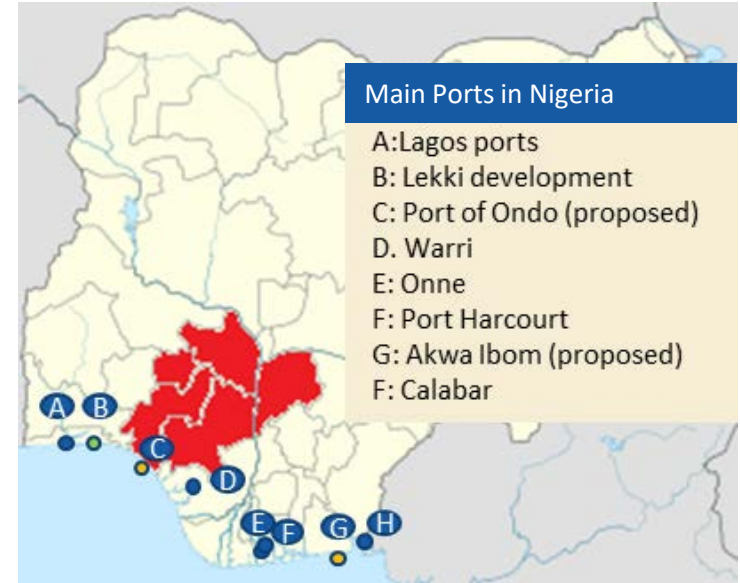 Main Ports in Nigeria
A:Lagos ports
B: Lekki development
C: Port of Ondo (proposed)
D. Warri
E: Onne
F: Port Harcourt
G: Akwa Ibom (proposed)
F: Calabar
A B
C
D
E F G H